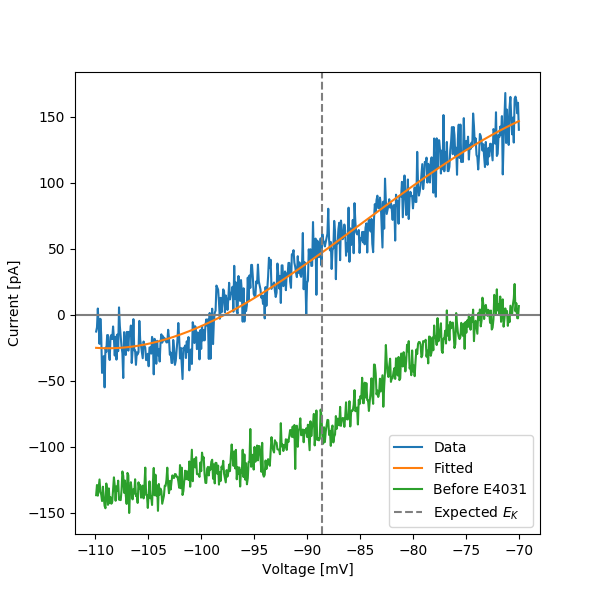 150
100
50
0
−50
−100
−150
Current [pA]
Data
Fitted
Before E4031
Expected E_K
−110 −105 −100 −95 −90 −85 −80 −75 −70
Voltage [mV]